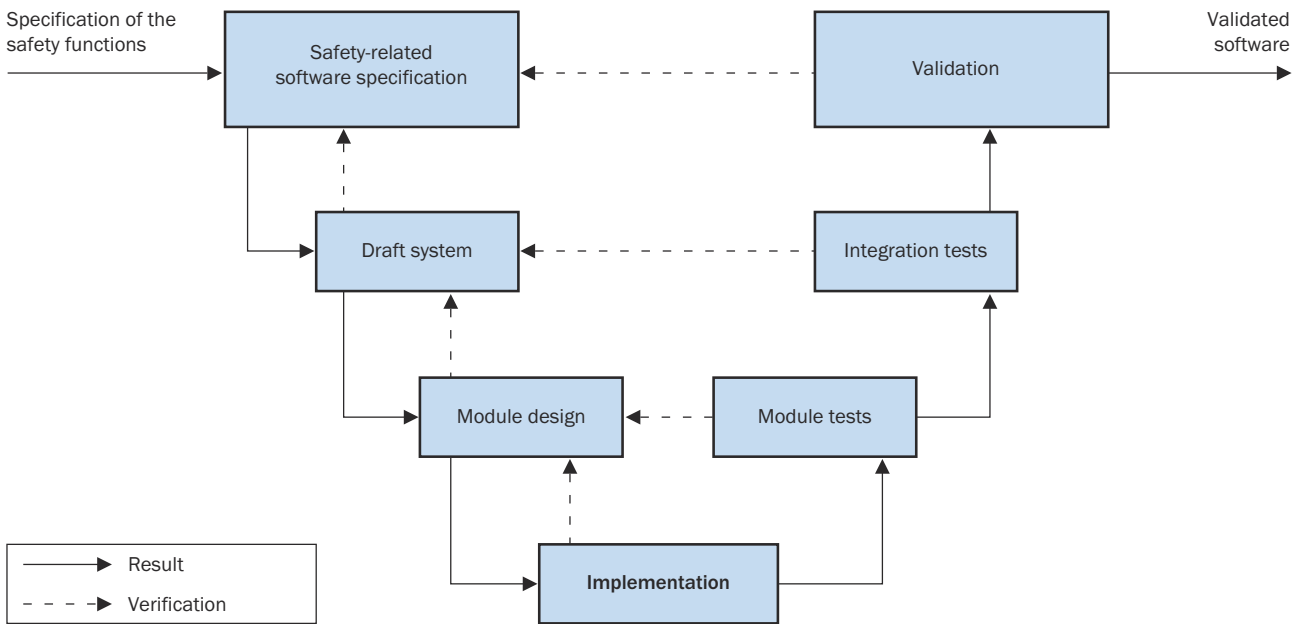 Specification of the
safety functions
Safety-related
software specification
Validation
Validated
software
Draft system
Integration tests
Module design
Module tests
Implementation
Result
Verification